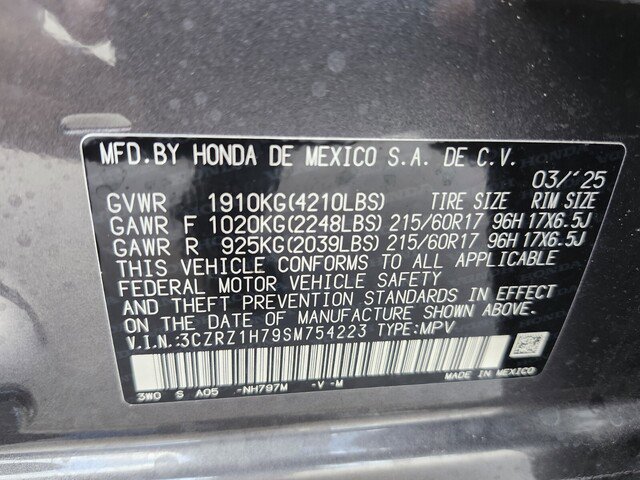 MFD. BY HONDA DE MEXICO S.A. DE C.V.
03/'25
GVWR 1910KG(4210LBS) TIRE SIZE RIM SIZE
GAWR F 1020KG(2248LBS) 215/60R17 96H 17X6.5J
GAWR R 925KG(2039LBS) 215/60R17 96H 17X6.5J
THIS VEHICLE CONFORMS TO ALL APPLICABLE
FEDERAL MOTOR VEHICLE SAFETY
AND THEFT PREVENTION STANDARDS IN EFFECT
ON THE DATE OF MANUFACTURE SHOWN ABOVE.
V.I.N.:3CZRZ1H79SM754223 TYPE:MPV
3W0 S A05 -NH797M -V -M MADE IN MEXICO